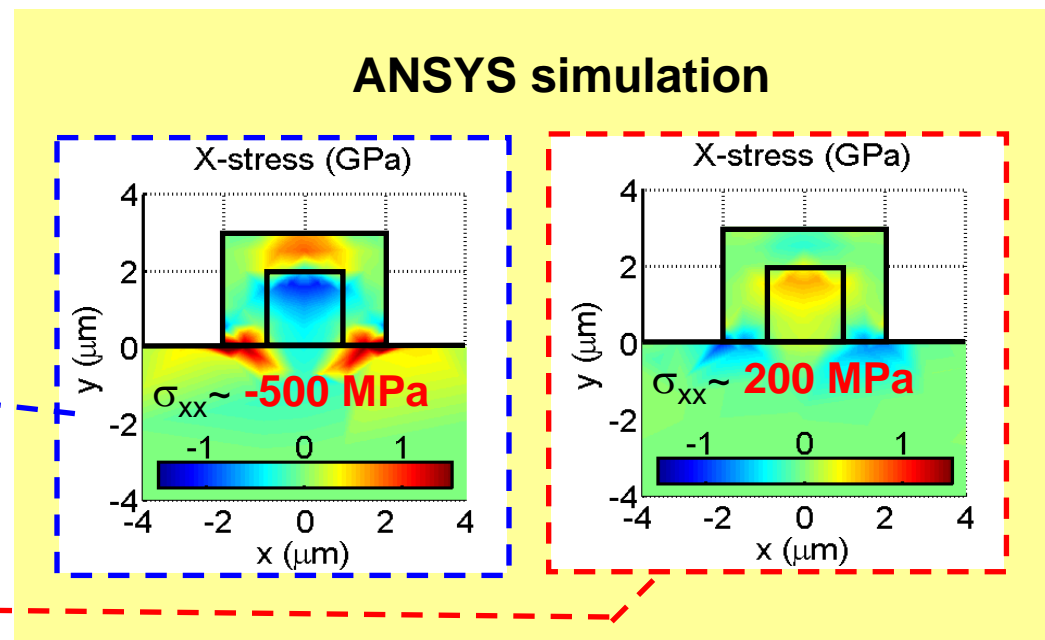 ANSYS simulation
X-stress (GPa)
4
2
0
-2
-4
y (μm)
σxx~ -500 MPa
-1 0 1
-4 -2 0 2 4
x (μm)
X-stress (GPa)
4
2
0
-2
-4
y (μm)
σxx~ 200 MPa
-1 0 1
-4 -2 0 2 4
x (μm)